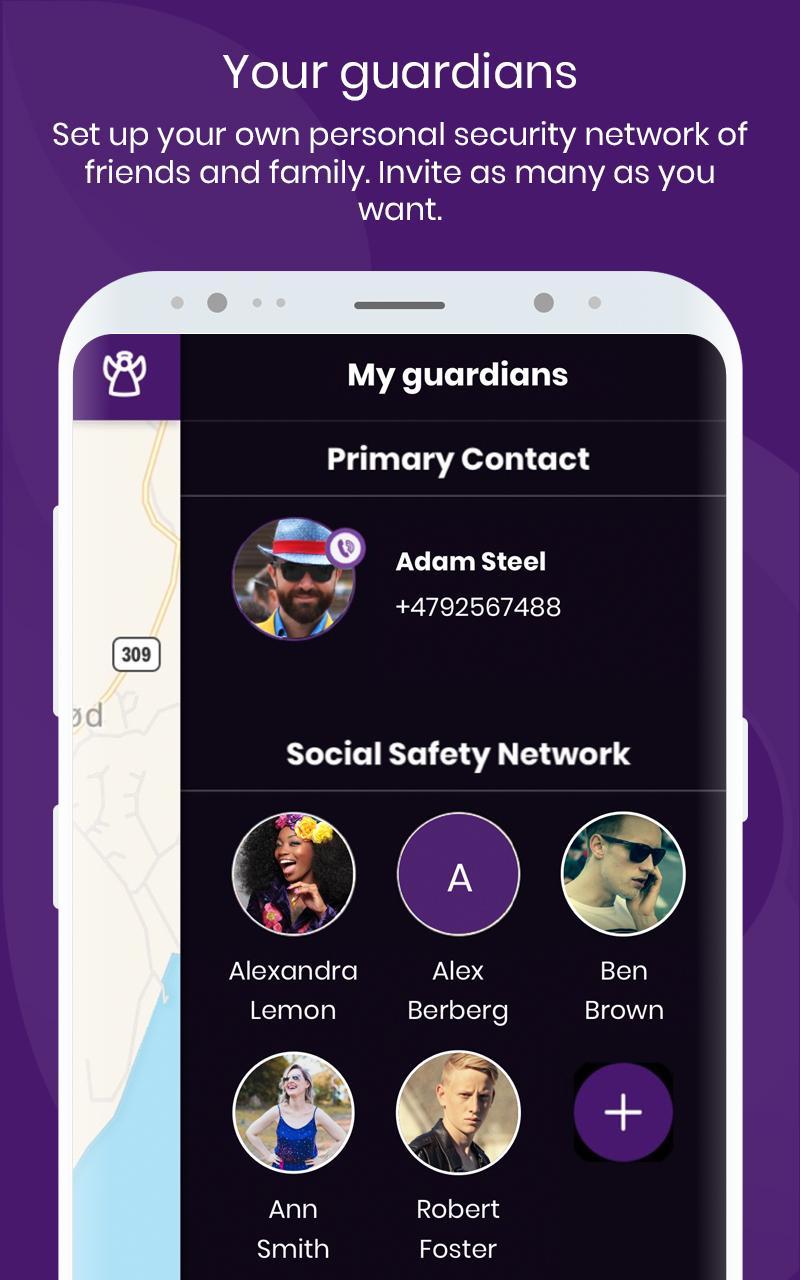 Your guardians
Set up your own personal security network of
friends and family. Invite as many as you
want.
My guardians
Primary Contact
Adam Steel
+4792567488
309
ød
Social Safety Network
A
Alexandra
Lemon
Alex
Berberg
Ben
Brown
Ann
Smith
Robert
Foster